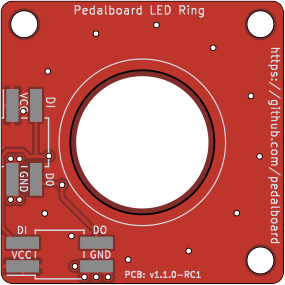 Pedalboard LED Ring
https://github.com/pedalboard
VCC
DI
GND
DO
DI
DO
VCC
GND
PCB: v1.1.0-RC1